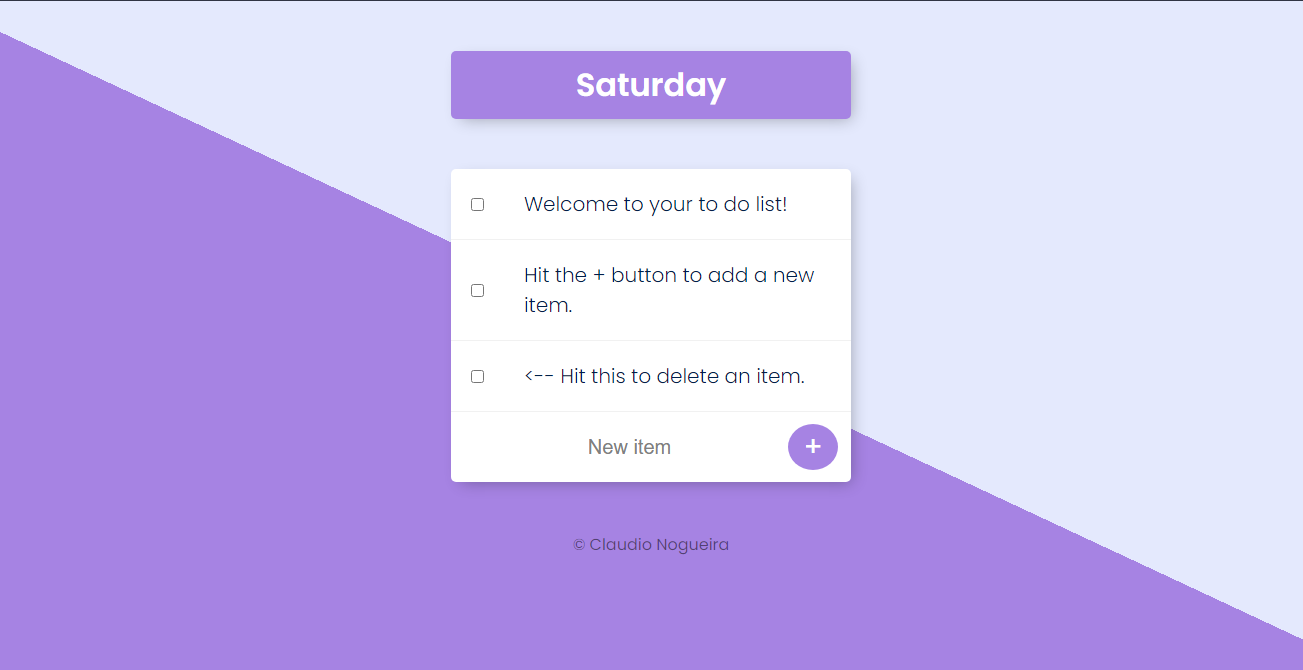 Saturday
Welcome to your to do list!
Hit the + button to add a new
item.
<-- Hit this to delete an item.
New item
+
© Claudio Nogueira